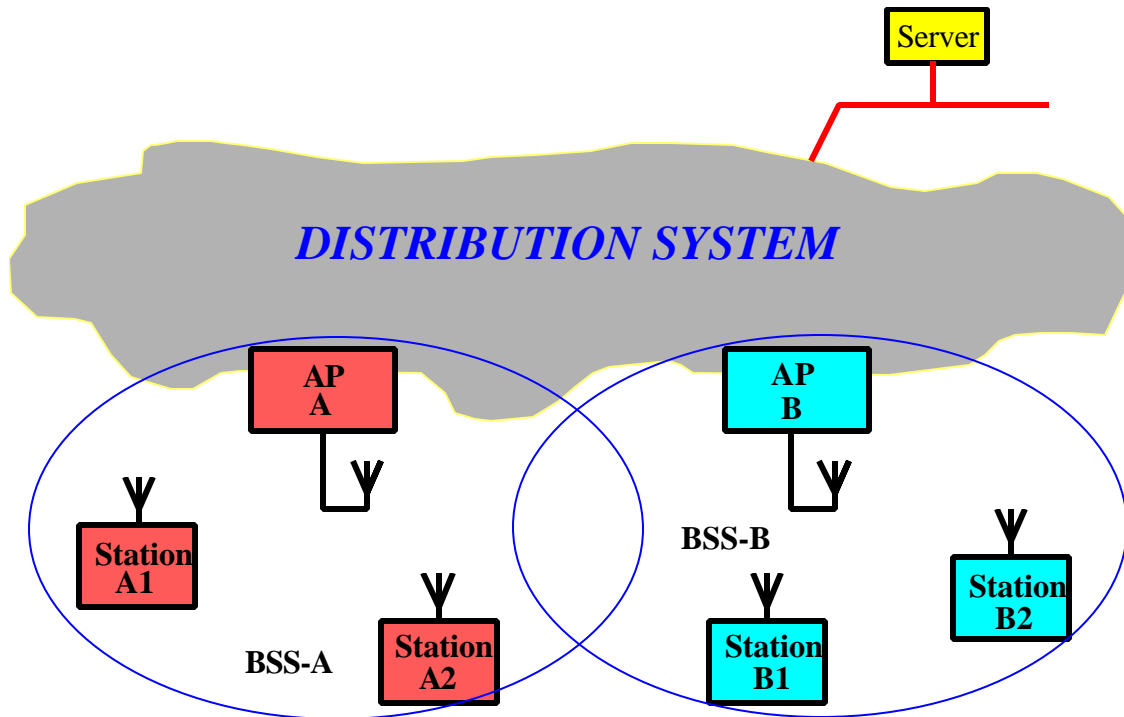 Server
DISTRIBUTION SYSTEM
AP
A
AP
B
Station
A1
BSS-B
Station
B2
Station
A2
BSS-A
Station
B1